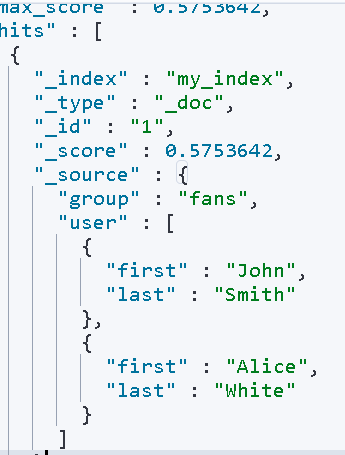 max_score" : 0.5753642,
hits" : [
{
"_index" : "my_index",
"_type" : "_doc",
"_id" : "1",
"_score" : 0.5753642,
"_source" : {
"group" : "fans",
"user" : [
{
"first" : "John",
"last" : "Smith"
},
{
"first" : "Alice",
"last" : "White"
}
]